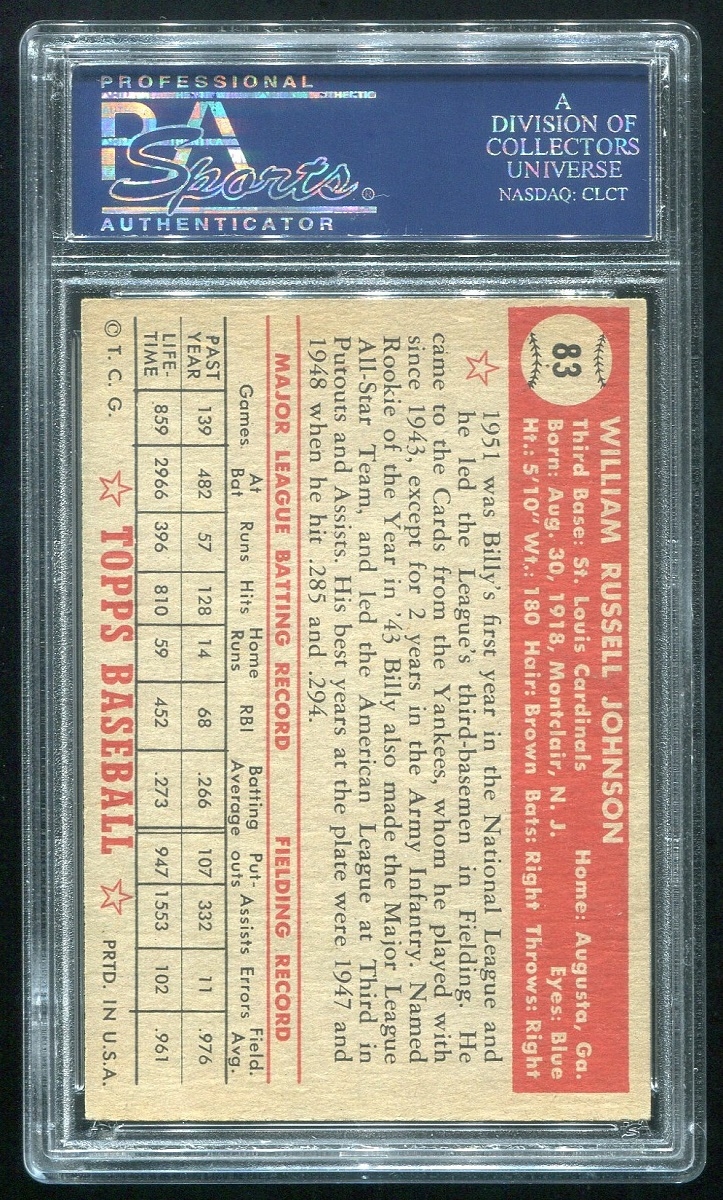 PROFESSIONAL
PSA
Sports®
AUTHENTICATOR
A
DIVISION OF
COLLECTORS
UNIVERSE
NASDAQ: CLCT
83
WILLIAM RUSSELL JOHNSON
Third Base: St. Louis Cardinals Home: Augusta, Ga.
Born: Aug. 30, 1918, Montclair, N. J. Eyes: Blue
Ht.: 5'10" Wt.: 180 Hair: Brown Bats: Right Throws: Right
1951 was Billy's first year in the National League and
he led the League's third-basemen in Fielding. He
came to the Cards from the Yankees, whom he played with
since 1943, except for 2 years in the Army Infantry. Named
Rookie of the Year in '43 Billy also made the Major League
All-Star Team, and led the American League at Third in
Putouts and Assists. His best years at the plate were 1947 and
1948 when he hit .285 and .294.
MAJOR LEAGUE BATTING RECORD FIELDING RECORD
Games At Bat Runs Hits Home Runs RBI Batting Average Put-outs Assists Errors Field. Avg.
PAST YEAR 139 482 57 128 14 68 .266 107 332 11 .976
LIFE-TIME 859 2966 396 810 59 452 .273 947 1553 102 .961
© T. C. G. TOPPS BASEBALL PRTD. IN U.S.A.